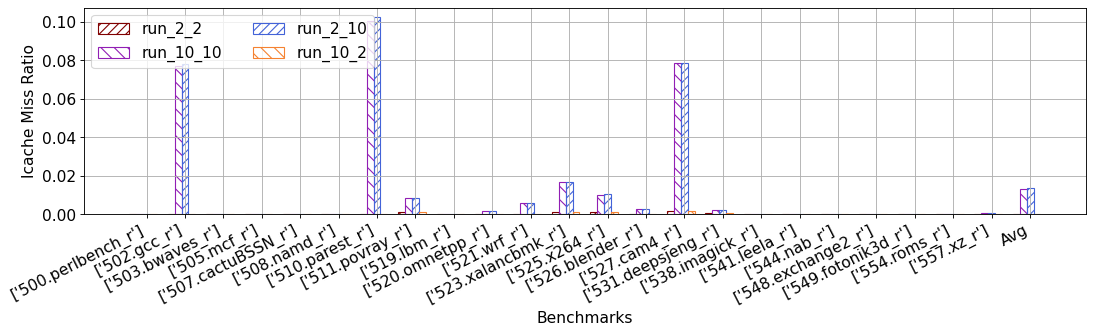 0.10
0.08
0.06
0.04
0.02
0.00
Icache Miss Ratio
run_2_2
run_10_10
run_2_10
run_10_2
['500.perlbench_r']
['502.gcc_r']
['503.bwaves_r']
['505.mcf_r']
['507.cactuBSSN_r']
['508.namd_r']
['510.parest_r']
['511.povray_r']
['519.lbm_r']
['520.omnetpp_r']
['521.wrf_r']
['523.xalancbmk_r']
['525.x264_r']
['526.blender_r']
['527.cam4_r']
['531.deepsjeng_r']
['538.imagick_r']
['541.leela_r']
['544.nab_r']
['548.exchange2_r']
['549.fotonik3d_r']
['554.roms_r']
['557.xz_r']
Avg
Benchmarks